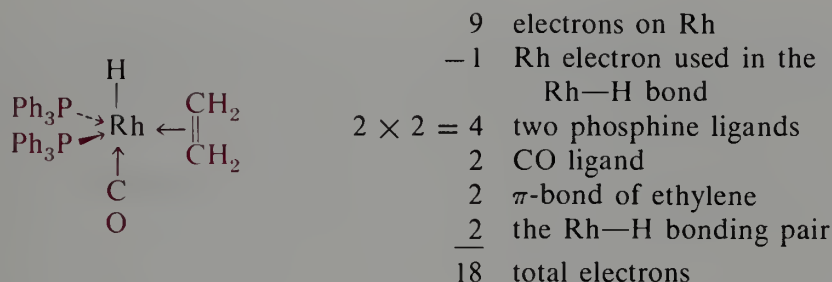 H
Ph₃P
Ph₃P
Rh
CH₂
CH₂
C
O
9 electrons on Rh
−1 Rh electron used in the
Rh—H bond
2 × 2 = 4 two phosphine ligands
2 CO ligand
2 π-bond of ethylene
2 the Rh—H bonding pair
18 total electrons